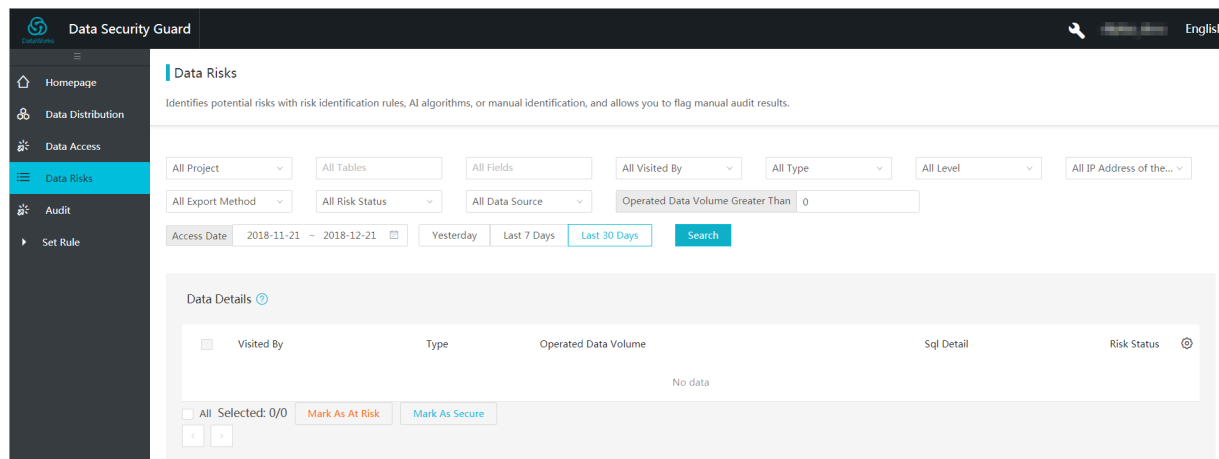 Data Security Guard
Englis
DataWorks
Homepage
Data Distribution
Data Access
Data Risks
Audit
Set Rule
Data Risks
Identifies potential risks with risk identification rules, AI algorithms, or manual identification, and allows you to flag manual audit results.
All Project All Tables All Fields All Visited By All Type All Level All IP Address of the...
All Export Method All Risk Status All Data Source Operated Data Volume Greater Than 0
Access Date 2018-11-21 ~ 2018-12-21 Yesterday Last 7 Days Last 30 Days Search
Data Details ?
Visited By Type Operated Data Volume Sql Detail Risk Status
No data
All Selected: 0/0 Mark As At Risk Mark As Secure
< >